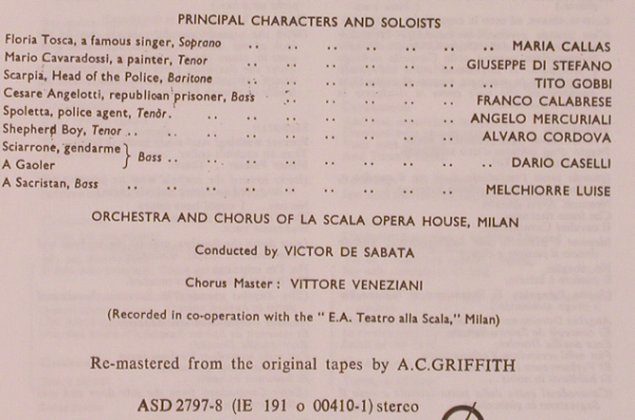 PRINCIPAL CHARACTERS AND SOLOISTS
Floria Tosca, a famous singer, Soprano .. .. .. .. .. .. .. MARIA CALLAS
Mario Cavaradossi, a painter, Tenor .. .. .. .. .. .. GIUSEPPE DI STEFANO
Scarpia, Head of the Police, Baritone .. .. .. .. .. .. .. TITO GOBBI
Cesare Angelotti, republican prisoner, Bass .. .. .. .. .. .. FRANCO CALABRESE
Spoletta, police agent, Tenor. .. .. .. .. .. .. .. ANGELO MERCURIALI
Shepherd Boy, Tenor .. .. .. .. .. .. .. .. .. ALVARO CORDOVA
Sciarrone, gendarme
A Gaoler } Bass .. .. .. .. .. .. .. .. .. DARIO CASELLI
A Sacristan, Bass .. .. .. .. .. .. .. .. .. MELCHIORRE LUISE
ORCHESTRA AND CHORUS OF LA SCALA OPERA HOUSE, MILAN
Conducted by VICTOR DE SABATA
Chorus Master : VITTORE VENEZIANI
(Recorded in co-operation with the " E.A. Teatro alla Scala," Milan)
Re-mastered from the original tapes by A.C.GRIFFITH
ASD 2797-8 (IE 191 o 00410-1) stereo